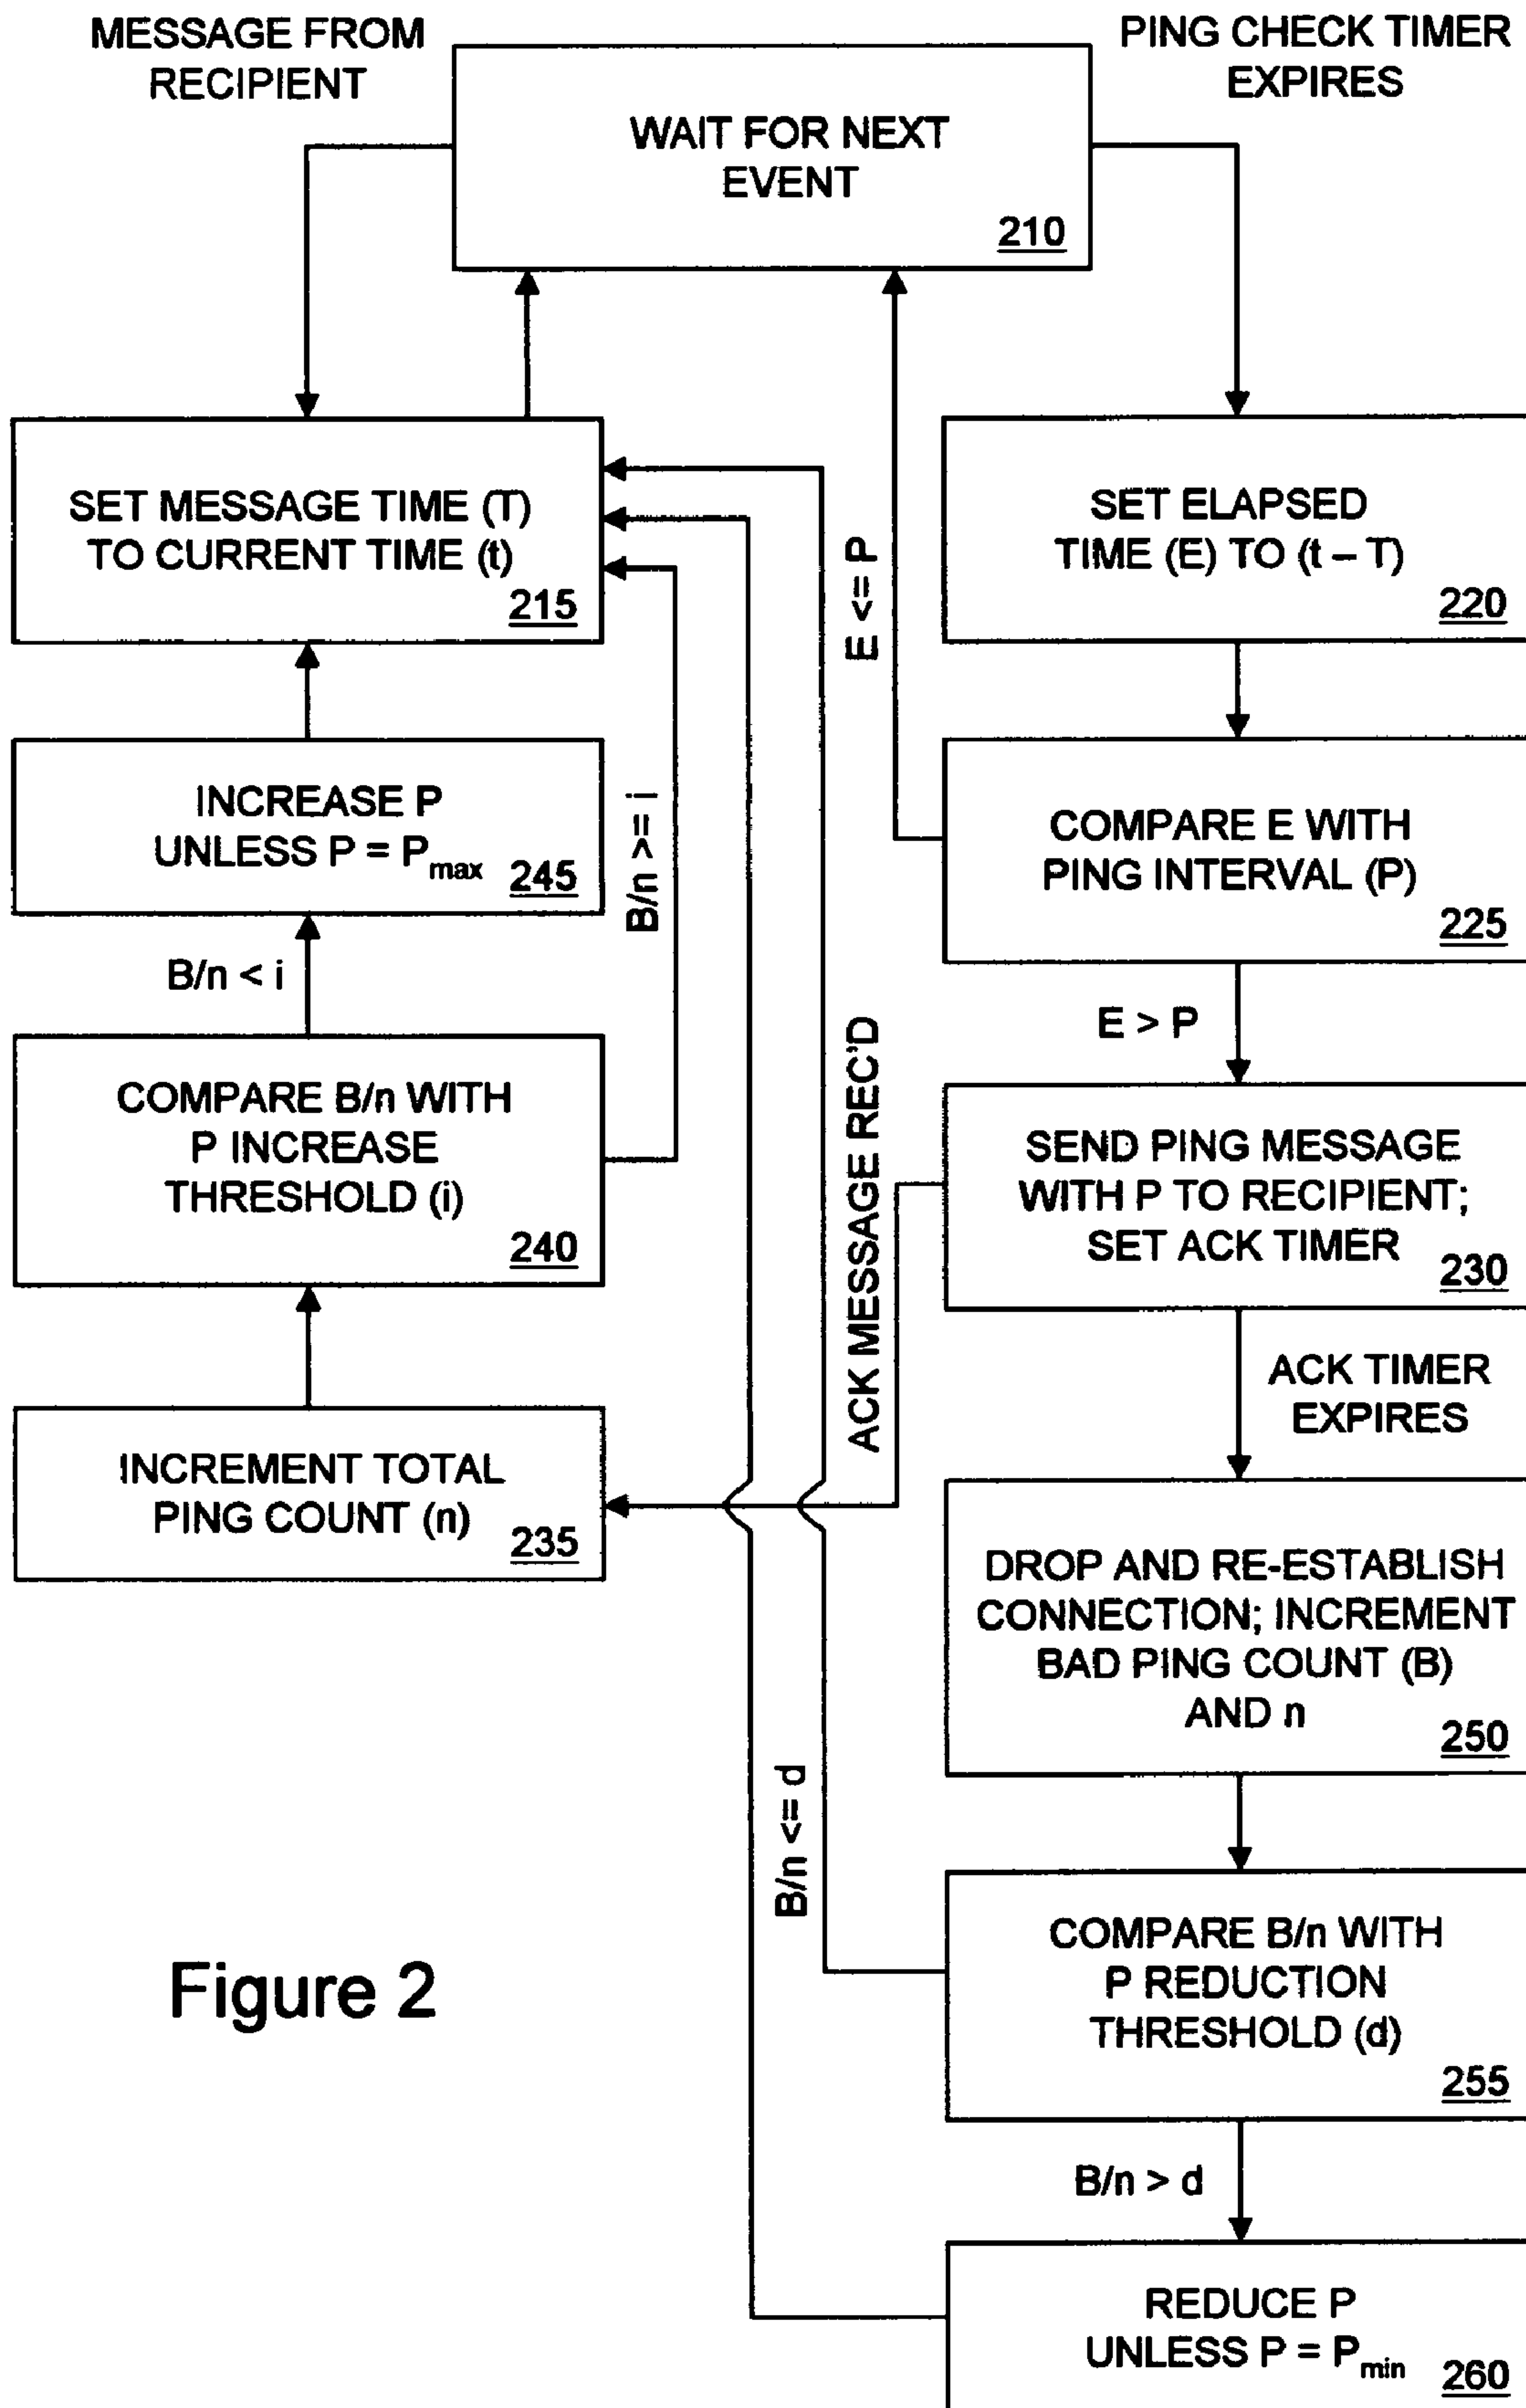 MESSAGE FROM
RECIPIENT
PING CHECK TIMER
EXPIRES
WAIT FOR NEXT
EVENT
210
SET MESSAGE TIME (T)
TO CURRENT TIME (t)
215
E <= P
SET ELAPSED
TIME (E) TO (t – T)
220
INCREASE P
UNLESS P = Pmax
245
B/n >= i
COMPARE E WITH
PING INTERVAL (P)
225
B/n < i
E > P
COMPARE B/n WITH
P INCREASE
THRESHOLD (i)
240
ACK MESSAGE REC'D
SEND PING MESSAGE
WITH P TO RECIPIENT;
SET ACK TIMER
230
ACK TIMER
EXPIRES
INCREMENT TOTAL
PING COUNT (n)
235
DROP AND RE-ESTABLISH
CONNECTION; INCREMENT
BAD PING COUNT (B)
AND n
250
B/n <= d
COMPARE B/n WITH
P REDUCTION
THRESHOLD (d)
255
Figure 2
B/n > d
REDUCE P
UNLESS P = Pmin
260